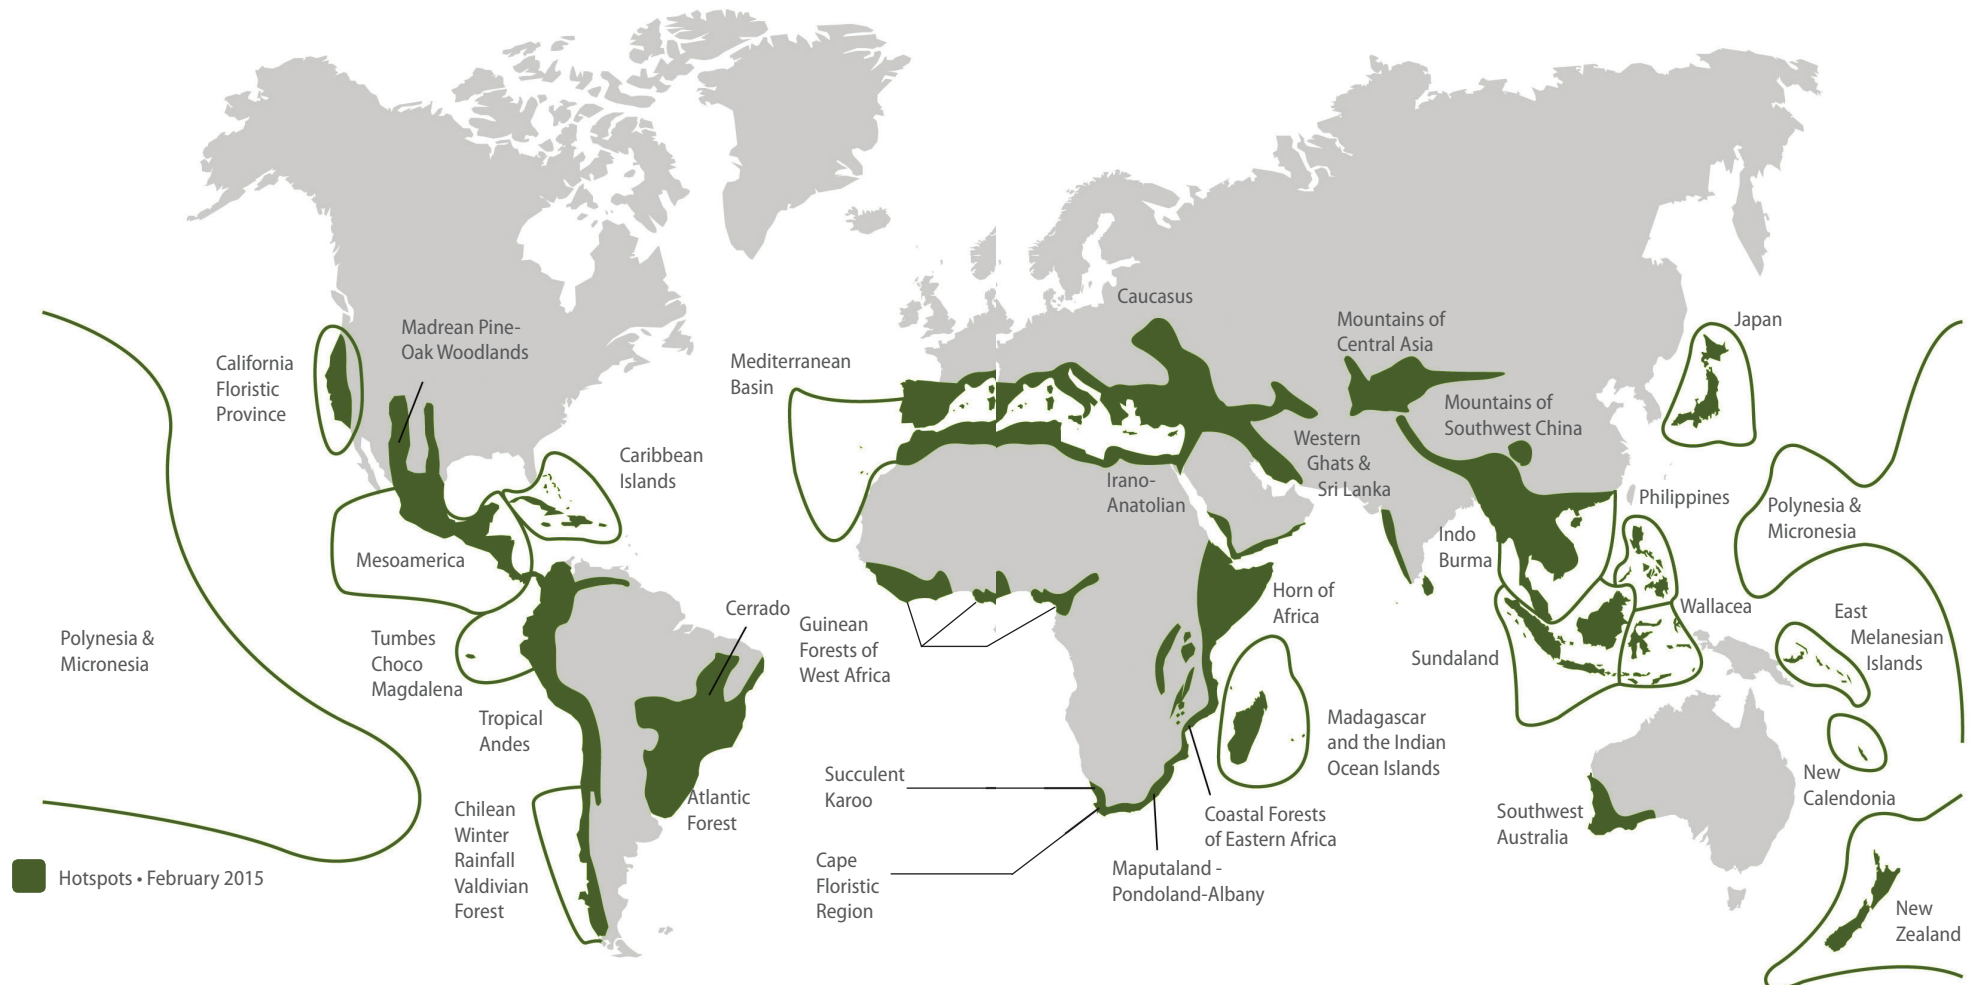 Caucasus
Mountains of
Central Asia
Japan
Madrean Pine-
Oak Woodlands
California
Floristic
Province
Mediterranean
Basin
Mountains of
Southwest China
Western
Ghats &
Sri Lanka
Caribbean
Islands
Irano-
Anatolian
Philippines
Polynesia &
Micronesia
Indo
Burma
Mesoamerica
Horn of
Africa
Cerrado
Wallacea
East
Melanesian
Islands
Guinean
Forests of
West Africa
Polynesia &
Micronesia
Tumbes
Choco
Magdalena
Sundaland
Tropical
Andes
Madagascar
and the Indian
Ocean Islands
Succulent
Karoo
New
Calendonia
Atlantic
Forest
Chilean
Winter
Rainfall
Valdivian
Forest
Coastal Forests
of Eastern Africa
Southwest
Australia
Cape
Floristic
Region
Maputaland -
Pondoland-Albany
Hotspots • February 2015
New
Zealand